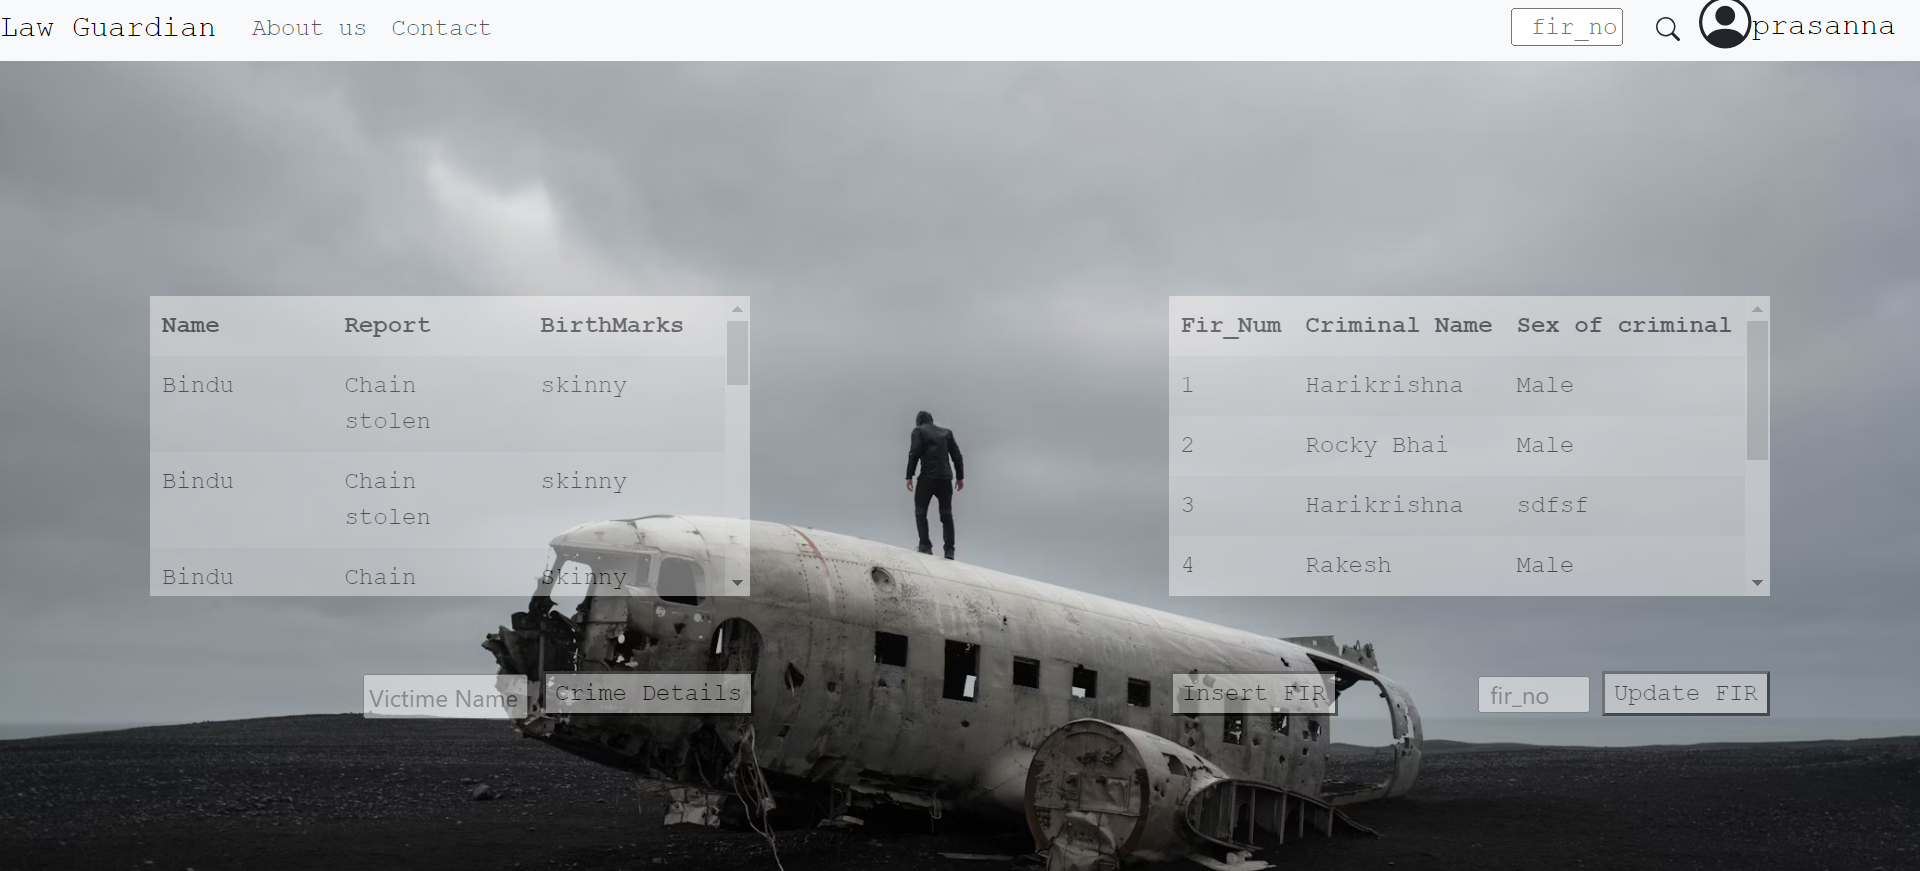 Law Guardian About us Contact fir_no prasanna
Name Report BirthMarks
Bindu Chain skinny
stolen
Bindu Chain skinny
stolen
Bindu Chain Skinny
Fir_Num Criminal Name Sex of criminal
1 Harikrishna Male
2 Rocky Bhai Male
3 Harikrishna sdfsf
4 Rakesh Male
Victime Name Crime Details Insert FIR fir_no Update FIR